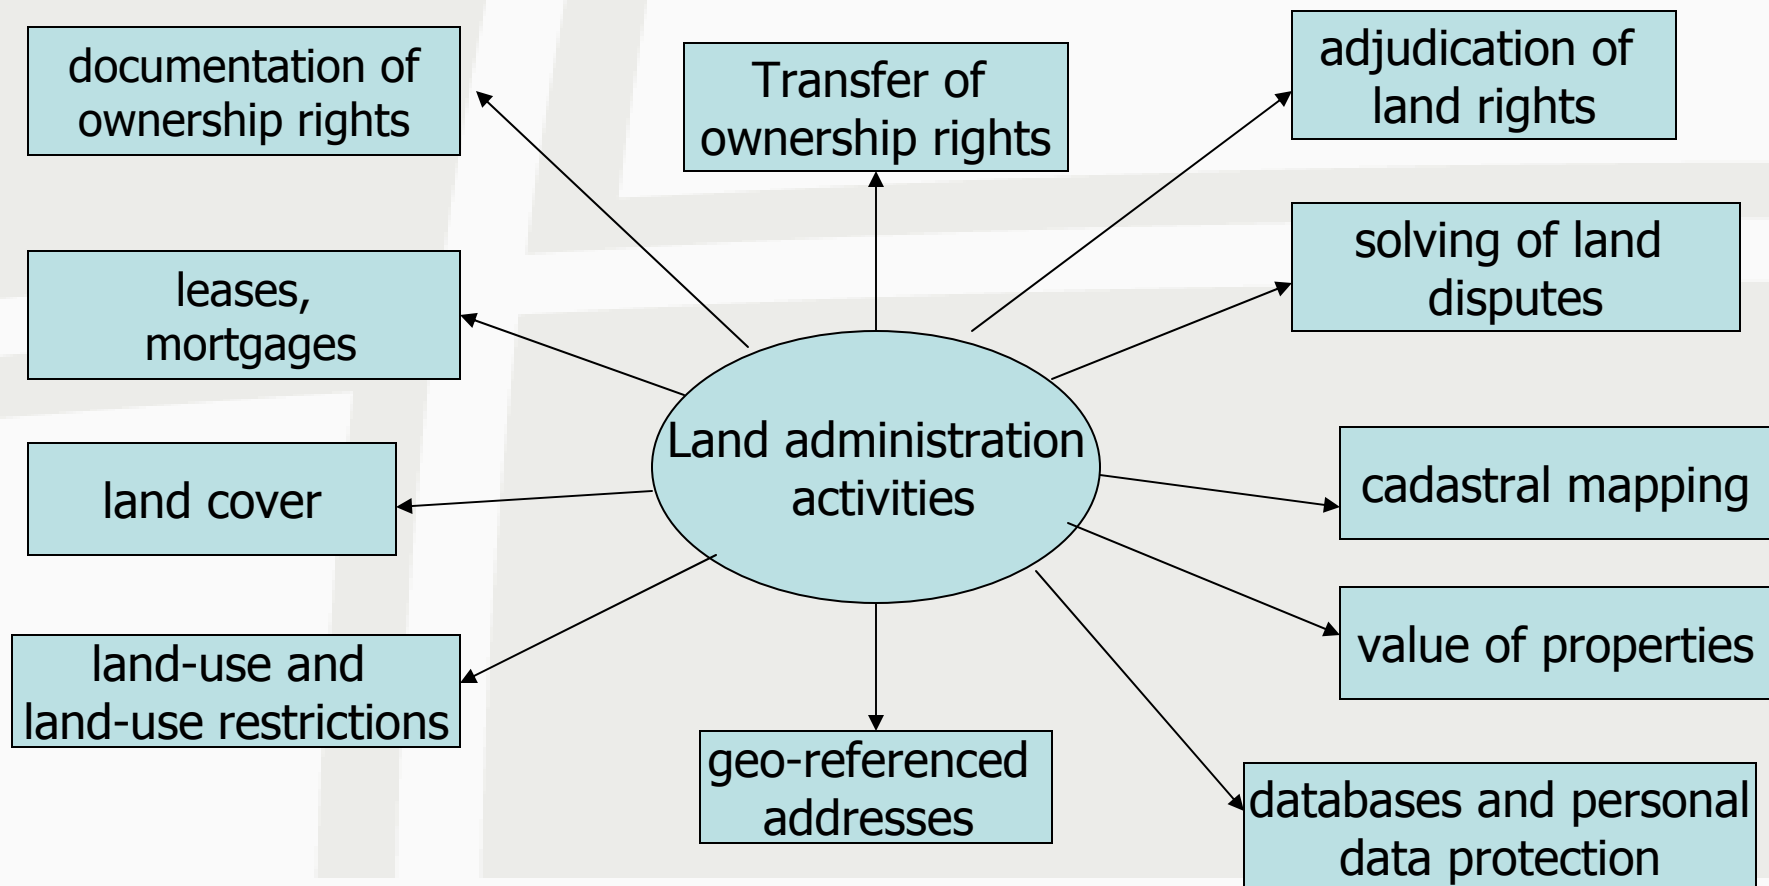 documentation of
ownership rights
Transfer of
ownership rights
adjudication of
land rights
solving of land
disputes
leases,
mortgages
Land administration
activities
land cover
cadastral mapping
value of properties
land-use and
land-use restrictions
geo-referenced
addresses
databases and personal
data protection